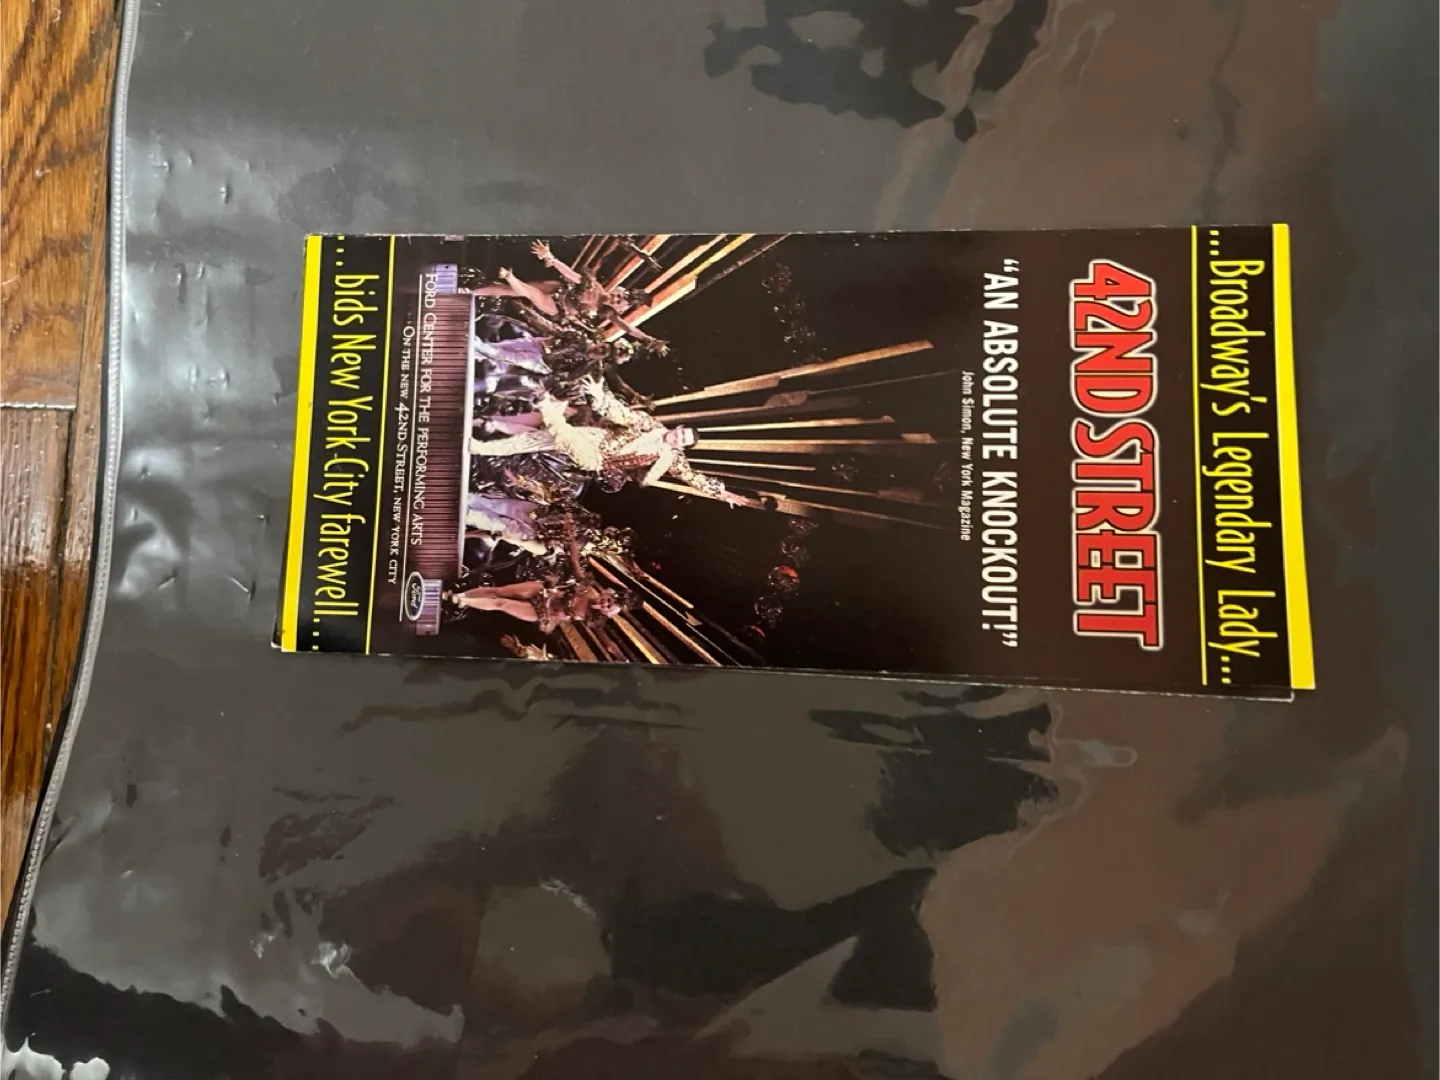 ...Broadway's Legendary Lady...
42ND STREET
“AN ABSOLUTE KNOCKOUT!”
John Simon, New York Magazine
FORD CENTER FOR THE PERFORMING ARTS
ON THE NEW 42ND STREET, NEW YORK CITY
Ford
...bids New York City farewell...